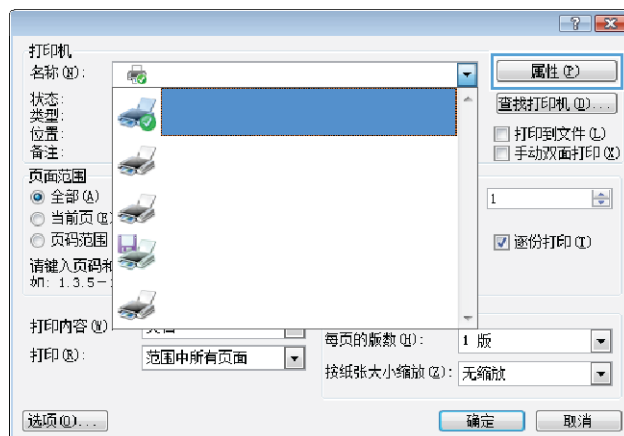 打印机
名称(N):
属性(P)
状态:
类型:
查找打印机(D)...
位置:
打印到文件(L)
备注:
手动双面打印(X)
页面范围
全部(A)
1
当前页(E)
页码范围
逐份打印(T)
请键入页码和
如: 1.3.5-
打印内容(W):
每页的版数(H):
1 版
打印(R):
范围中所有页面
按纸张大小缩放(Z):
无缩放
选项(O)...
确定
取消